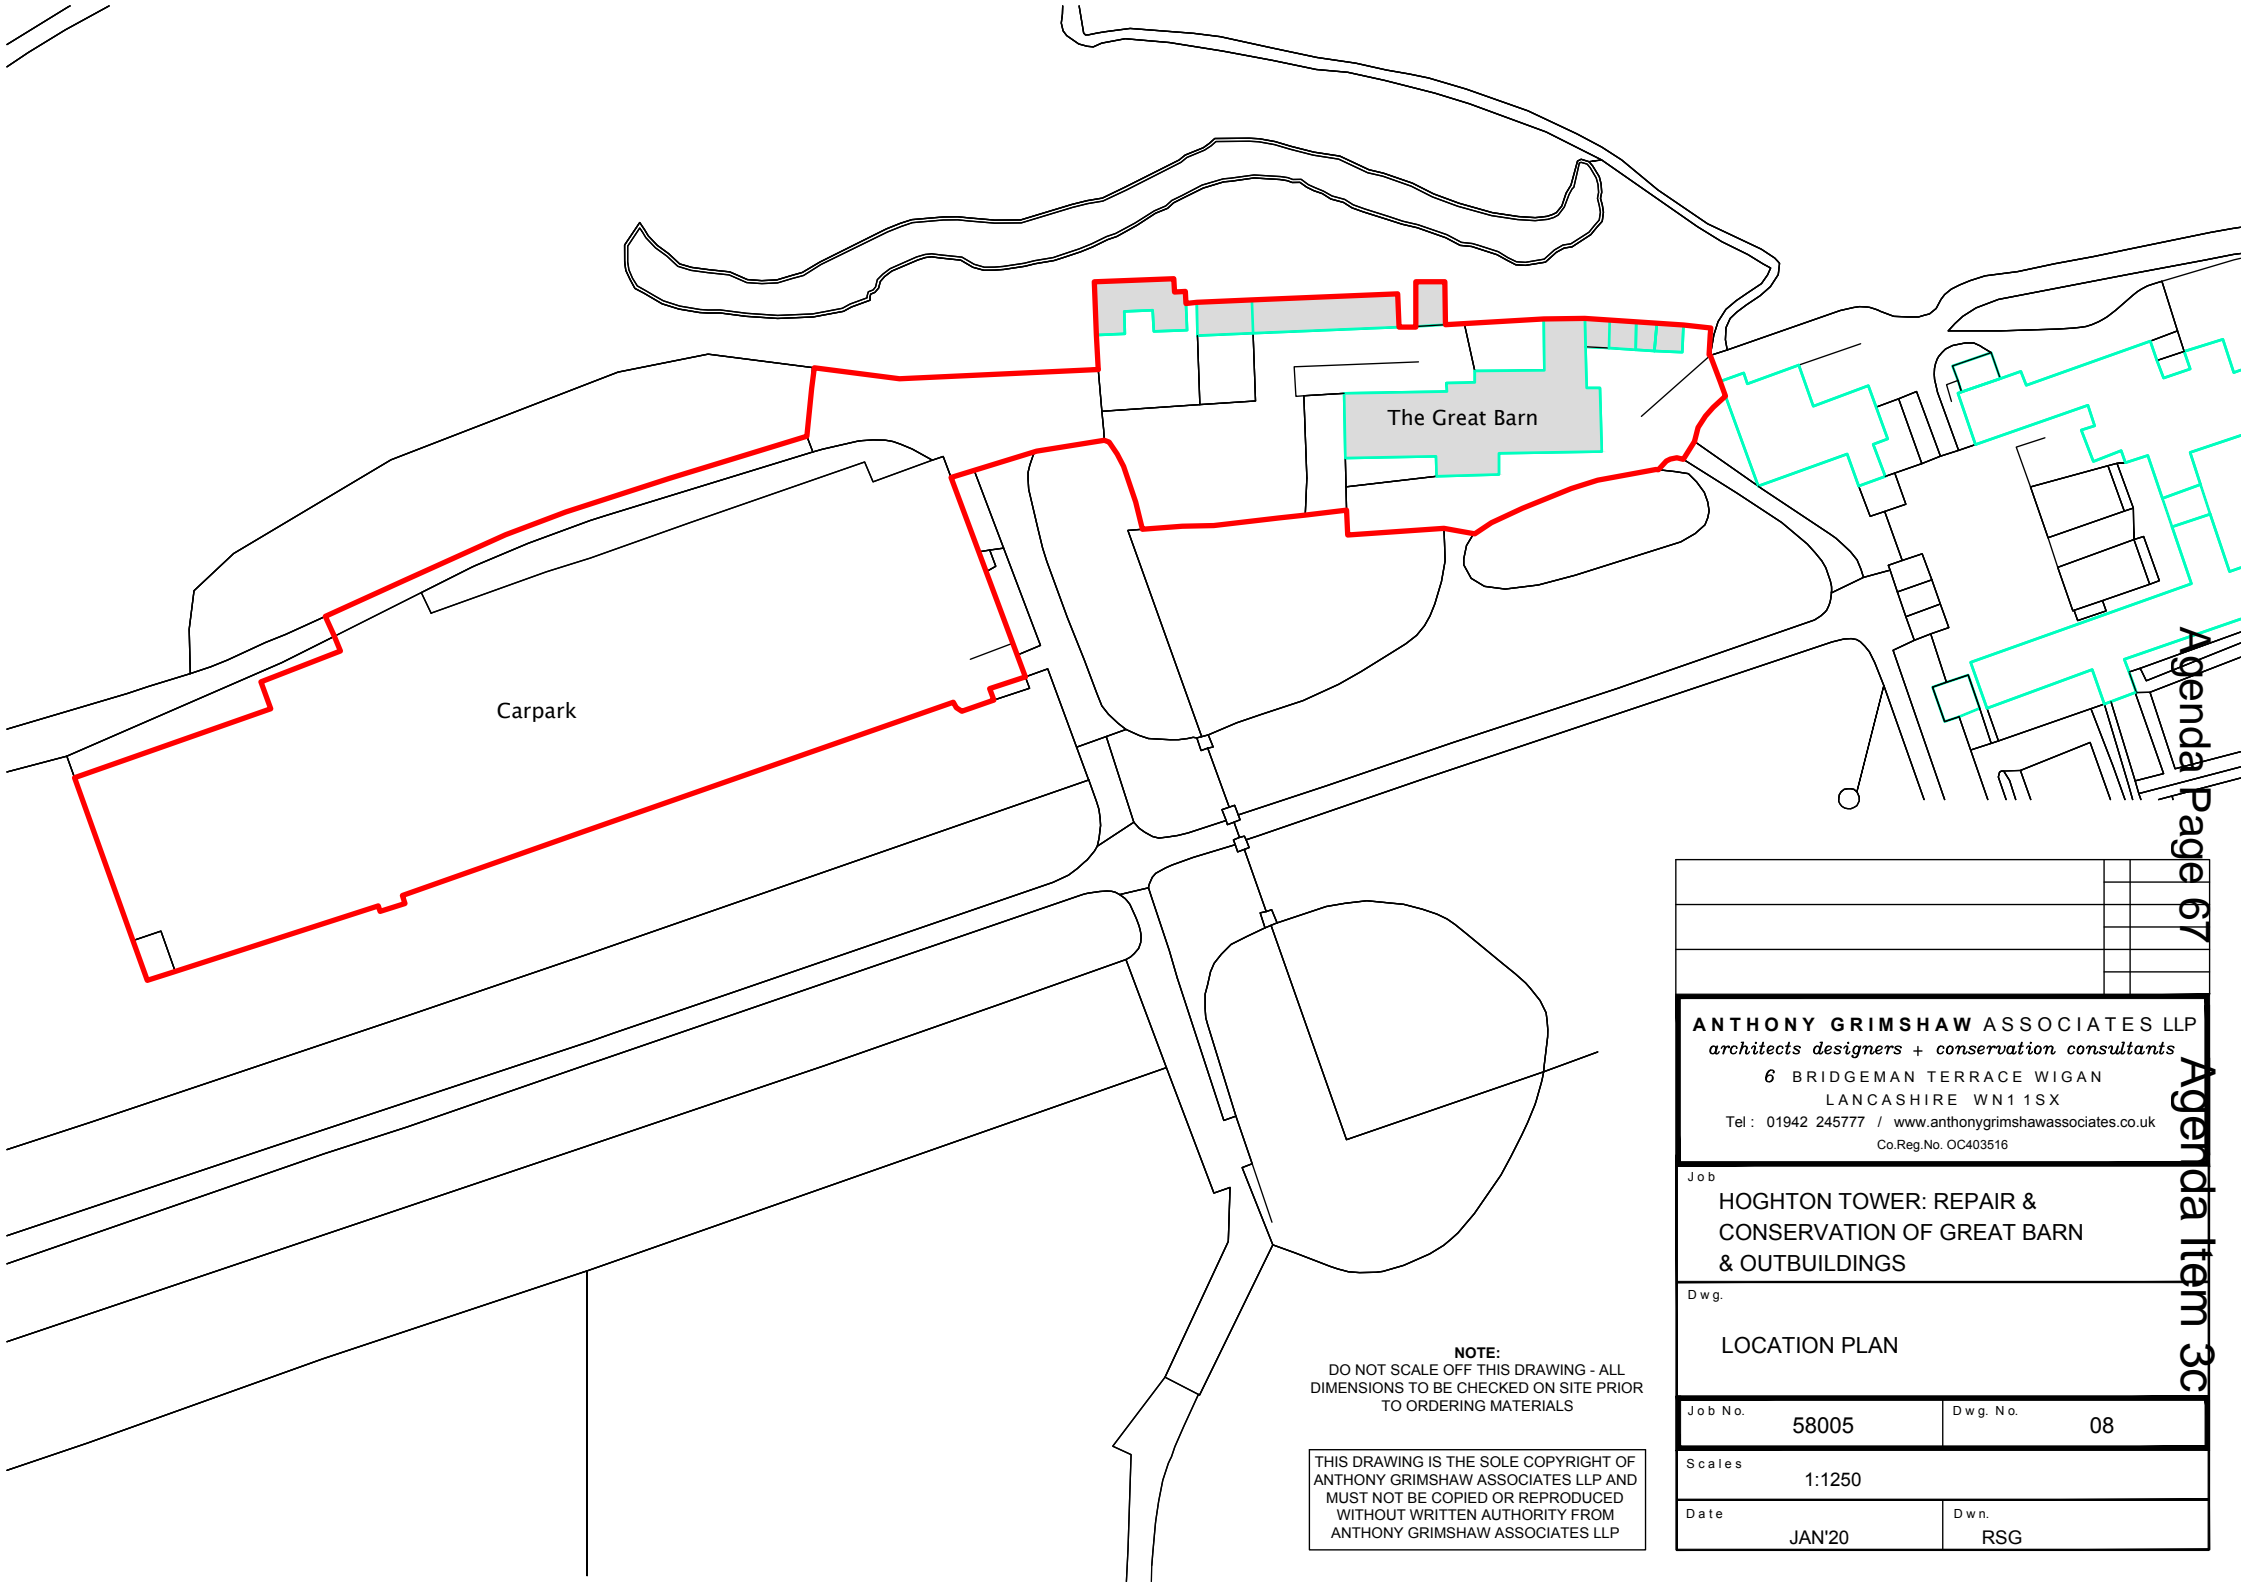 The Great Barn
Carpark
Agenda Page 67
Agenda Item 3c
ANTHONY GRIMSHAW ASSOCIATES LLP
architects designers + conservation consultants
6 BRIDGEMAN TERRACE WIGAN
LANCASHIRE WN1 1SX
Tel : 01942 245777 / www.anthonygrimshawassociates.co.uk
Co.Reg.No. OC403516
Job
HOGHTON TOWER: REPAIR &
CONSERVATION OF GREAT BARN
& OUTBUILDINGS
Dwg.
LOCATION PLAN
Job No. 58005
Dwg. No. 08
Scales
1:1250
Date
JAN'20
Dwn.
RSG
NOTE:
DO NOT SCALE OFF THIS DRAWING - ALL
DIMENSIONS TO BE CHECKED ON SITE PRIOR
TO ORDERING MATERIALS
THIS DRAWING IS THE SOLE COPYRIGHT OF
ANTHONY GRIMSHAW ASSOCIATES LLP AND
MUST NOT BE COPIED OR REPRODUCED
WITHOUT WRITTEN AUTHORITY FROM
ANTHONY GRIMSHAW ASSOCIATES LLP